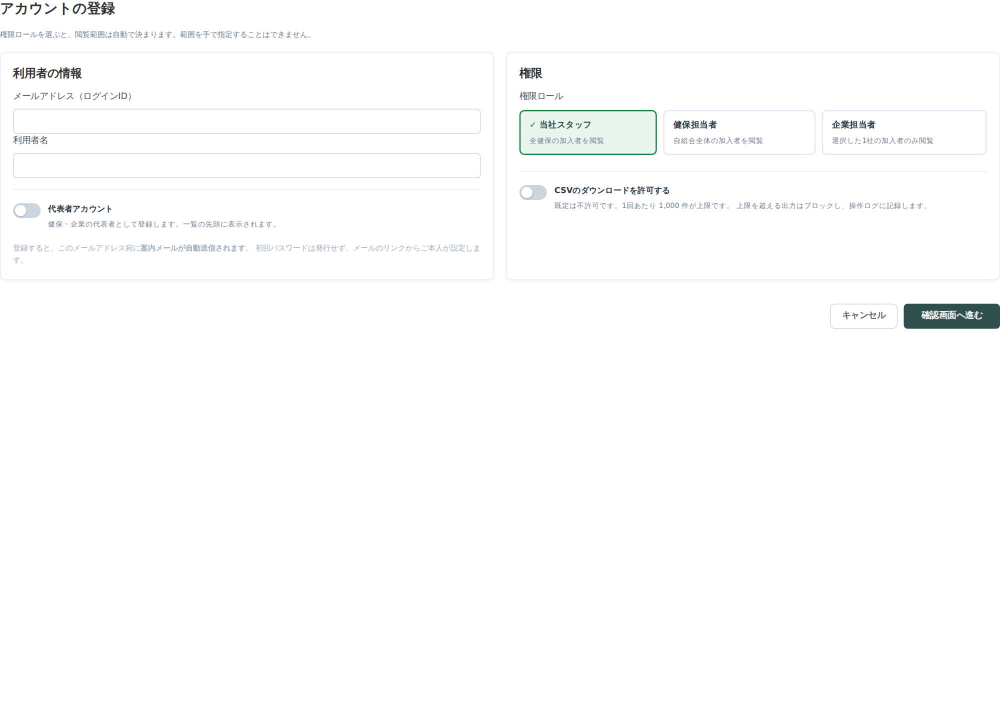 アカウントの登録
権限ロールを選ぶと、閲覧範囲は自動で決まります。範囲を手で指定することはできません。
利用者の情報
メールアドレス（ログインID）
利用者名
代表者アカウント
健保・企業の代表者として登録します。一覧の先頭に表示されます。
登録すると、このメールアドレス宛に案内メールが自動送信されます。 初回パスワードは発行せず、メールのリンクからご本人が設定しま
す。
権限
権限ロール
✓ 当社スタッフ
全健保の加入者を閲覧
健保担当者
自組合全体の加入者を閲覧
企業担当者
選択した1社の加入者のみ閲覧
CSVのダウンロードを許可する
既定は不許可です。1回あたり 1,000 件が上限です。 上限を超える出力はブロックし、操作ログに記録します。
キャンセル
確認画面へ進む